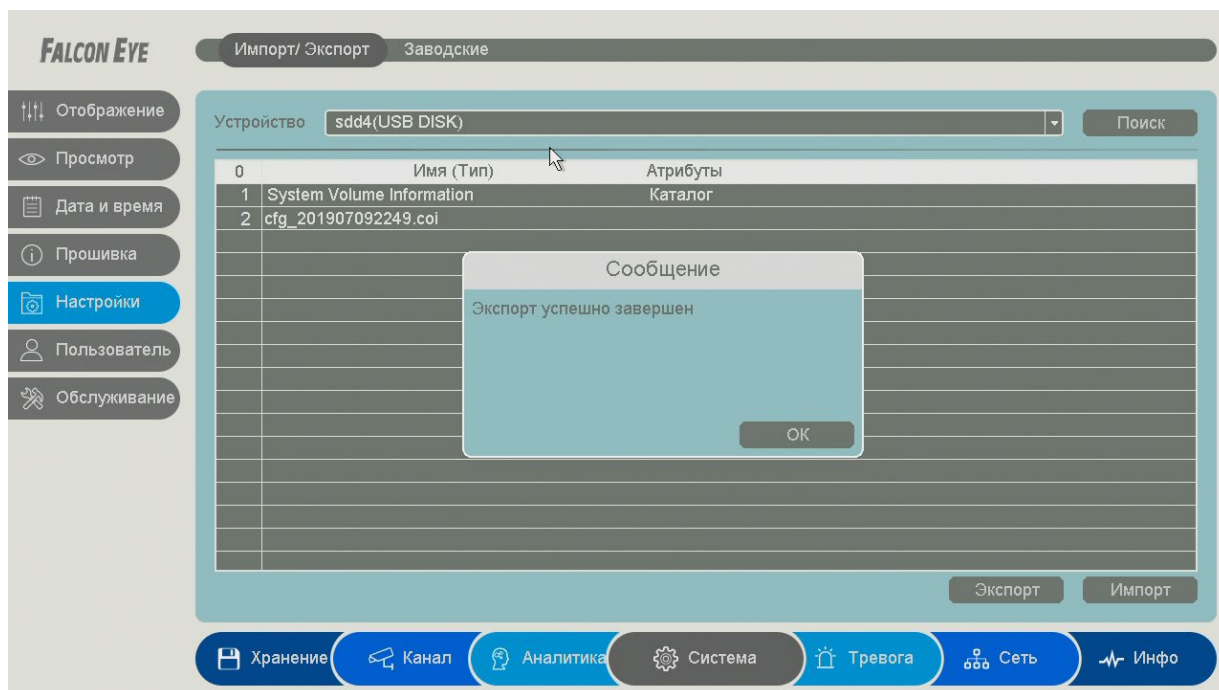 FALCON EYE
Импорт/ Экспорт Заводские
Отображение
Просмотр
Дата и время
Прошивка
Настройки
Пользователь
Обслуживание
Устройство sdd4(USB DISK) Поиск
0 Имя (Тип) Атрибуты
1 System Volume Information Каталог
2 cfg_201907092249.coi
Сообщение
Экспорт успешно завершен
ОК
Экспорт Импорт
Хранение Канал Аналитика Система Тревога Сеть Инфо